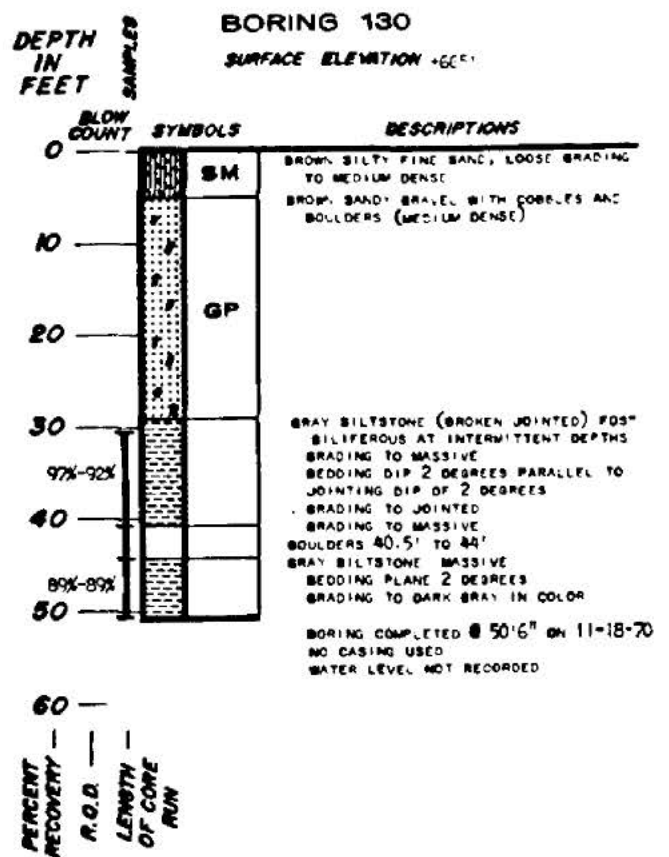 BORING 130
SURFACE ELEVATION
DEPTH IN FEET
SAMPLES
BLOW COUNT
SYMBOLS
DESCRIPTIONS
0
SM
BROWN SILTY FINE SAND, LOOSE GRADING
TO MEDIUM DENSE
BROWN SANDY GRAVEL WITH COBBLES AND
BOULDERS (MEDIUM DENSE)
10
GP
20
30
GRAY SILTSTONE (BROKEN JOINTED) FOS-
SILIFEROUS AT INTERMITTENT DEPTHS
GRADING TO MASSIVE
97%-92%
BEDDING DIP 2 DEGREES PARALLEL TO
JOINTING DIP OF 2 DEGREES
GRADING TO JOINTED
40
GRADING TO MASSIVE
BOULDERS 40.5' TO 44'
GRAY SILTSTONE MASSIVE
89%-89%
BEDDING PLANE 2 DEGREES
GRADING TO DARK GRAY IN COLOR
50
BORING COMPLETED @ 50'6" ON 11-18-70
NO CASING USED
WATER LEVEL NOT RECORDED
60
PERCENT RECOVERY
R.Q.D.
LENGTH OF CORE RUN